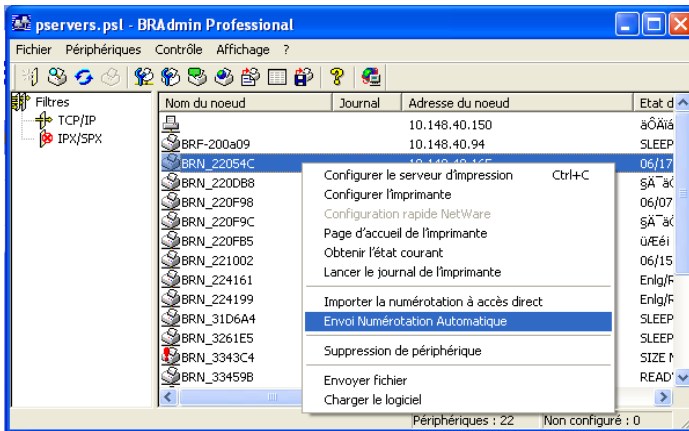 pservers.psl - BRAdmin Professional
Fichier Périphériques Contrôle Affichage ?
Filtres
TCP/IP
IPX/SPX
Nom du noeud Journal Adresse du noeud Etat d
10.148.40.150 äÔÄïá
BRF-200a09 10.148.40.94 SLEEP
BRN_22054C 06/17
BRN_220DB8
BRN_220F98 06/07
BRN_220F9C
BRN_220FB5 ü/Eéi
BRN_221002 06/15
BRN_224161 Enlg/R
BRN_224199 Enlg/R
BRN_31D6A4 SLEEP
BRN_3261E5 SLEEP
BRN_3343C4 SIZE
BRN_33459B READ
Configurer le serveur d'impression Ctrl+C
Configurer l'imprimante
Configuration rapide NetWare
Page d'accueil de l'imprimante
Obtenir l'état courant
Lancer le journal de l'imprimante
Importer la numérotation à accès direct
Envoi Numérotation Automatique
Suppression de périphérique
Envoyer fichier
Charger le logiciel
Périphériques : 22 Non configuré : 0